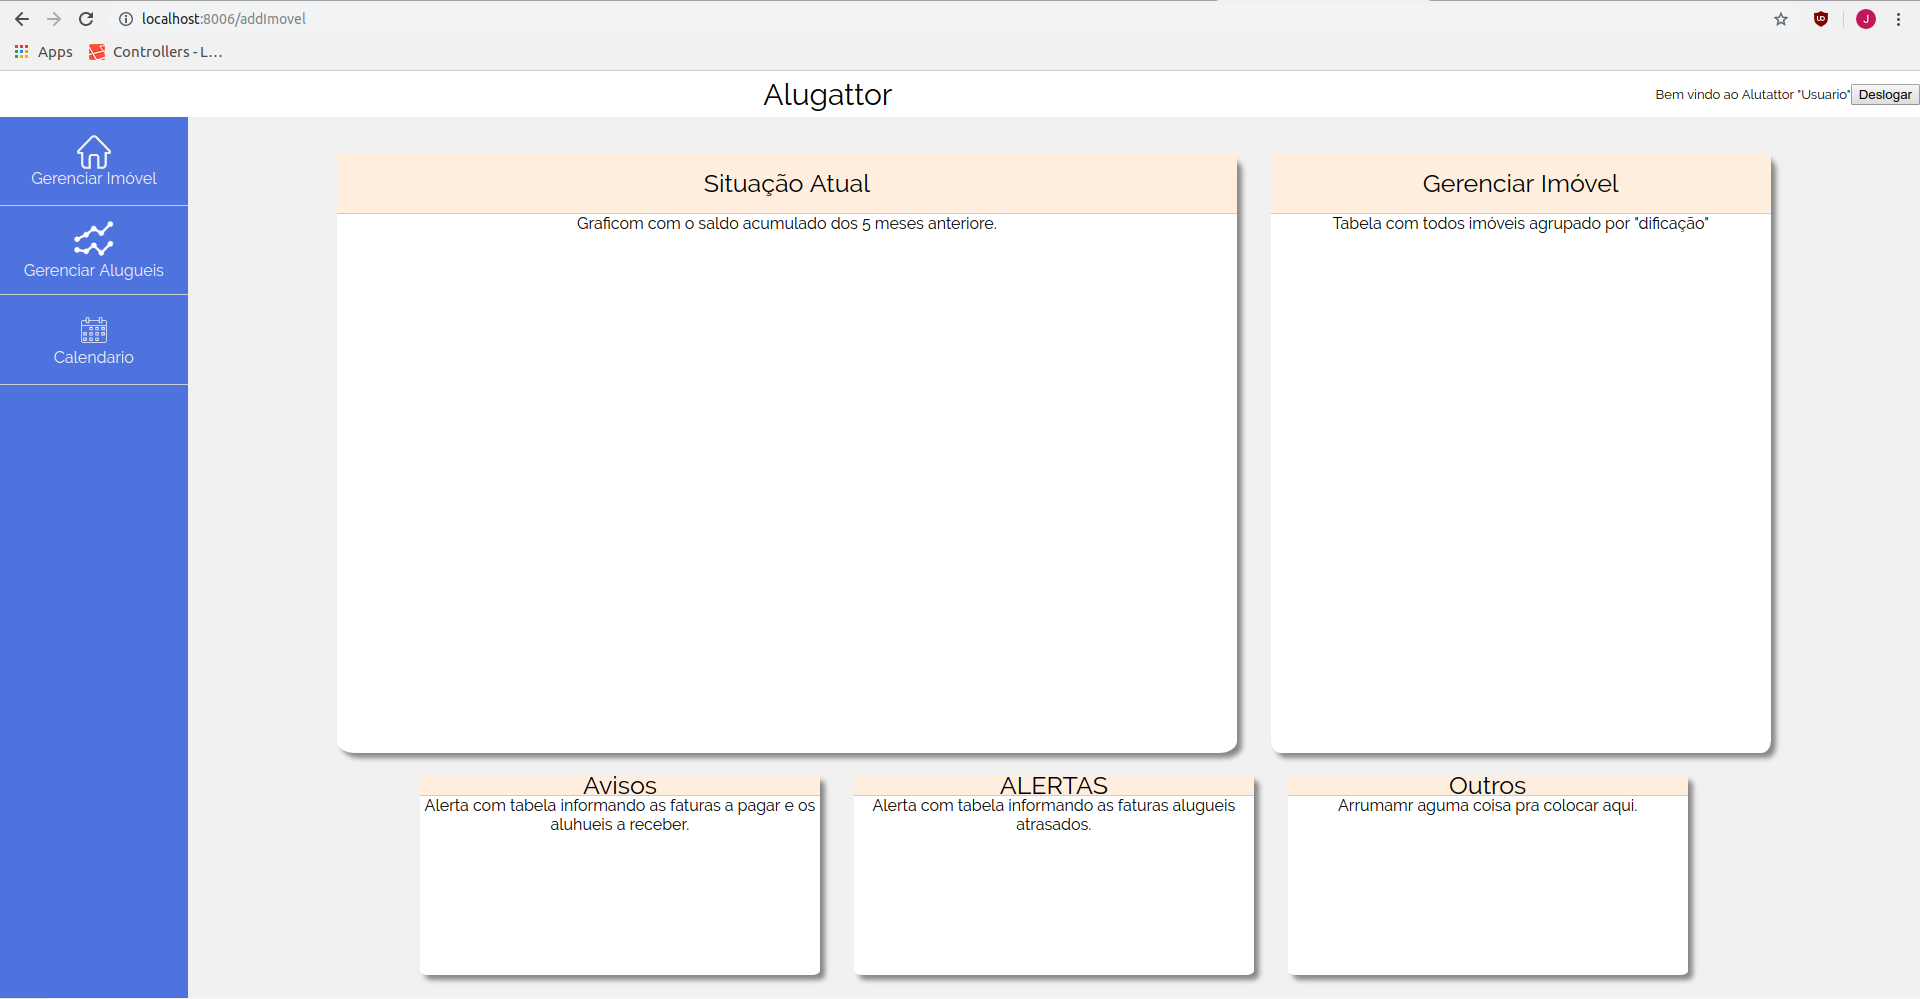 localhost:8006/addImovel
J
Apps
Controllers - L...
Alugattor
Bem vindo ao Alutattor "Usuario"
Deslogar
Gerenciar Imóvel
Gerenciar Alugueis
Calendario
Situação Atual
Graficom com o saldo acumulado dos 5 meses anteriore.
Gerenciar Imóvel
Tabela com todos imóveis agrupado por "dificação"
Avisos
Alerta com tabela informando as faturas a pagar e os
aluhueis a receber.
ALERTAS
Alerta com tabela informando as faturas alugueis
atrasados.
Outros
Arrumamr aguma coisa pra colocar aqui.